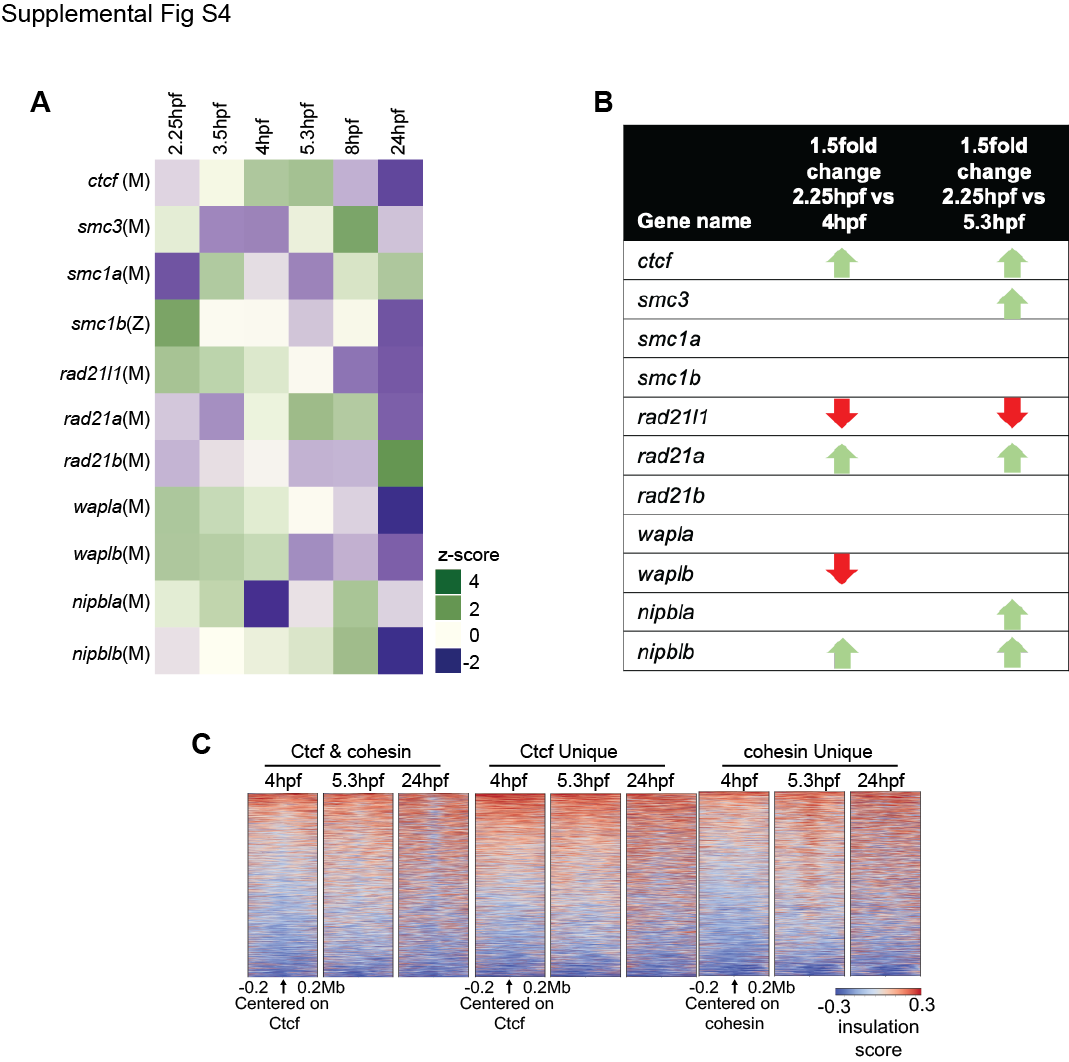 Supplemental Fig S4
A
2.25hpf
3.5hpf
4hpf
5.3hpf
8hpf
24hpf
ctcf (M)
smc3(M)
smc1a(M)
smc1b(Z)
rad21l1(M)
rad21a(M)
rad21b(M)
wapla(M)
waplb(M)
nipbla(M)
nipblb(M)
z-score
4
2
0
-2
B
Gene name
1.5fold
change
2.25hpf vs
4hpf
1.5fold
change
2.25hpf vs
5.3hpf
ctcf
smc3
smc1a
smc1b
rad21l1
rad21a
rad21b
wapla
waplb
nipbla
nipblb
C
Ctcf & cohesin
Ctcf Unique
cohesin Unique
4hpf 5.3hpf 24hpf 4hpf 5.3hpf 24hpf 4hpf 5.3hpf 24hpf
-0.2 0.2Mb
Centered on
Ctcf
-0.2 0.2Mb
Centered on
Ctcf
-0.2 0.2Mb
Centered on
cohesin
-0.3 0.3
insulation
score